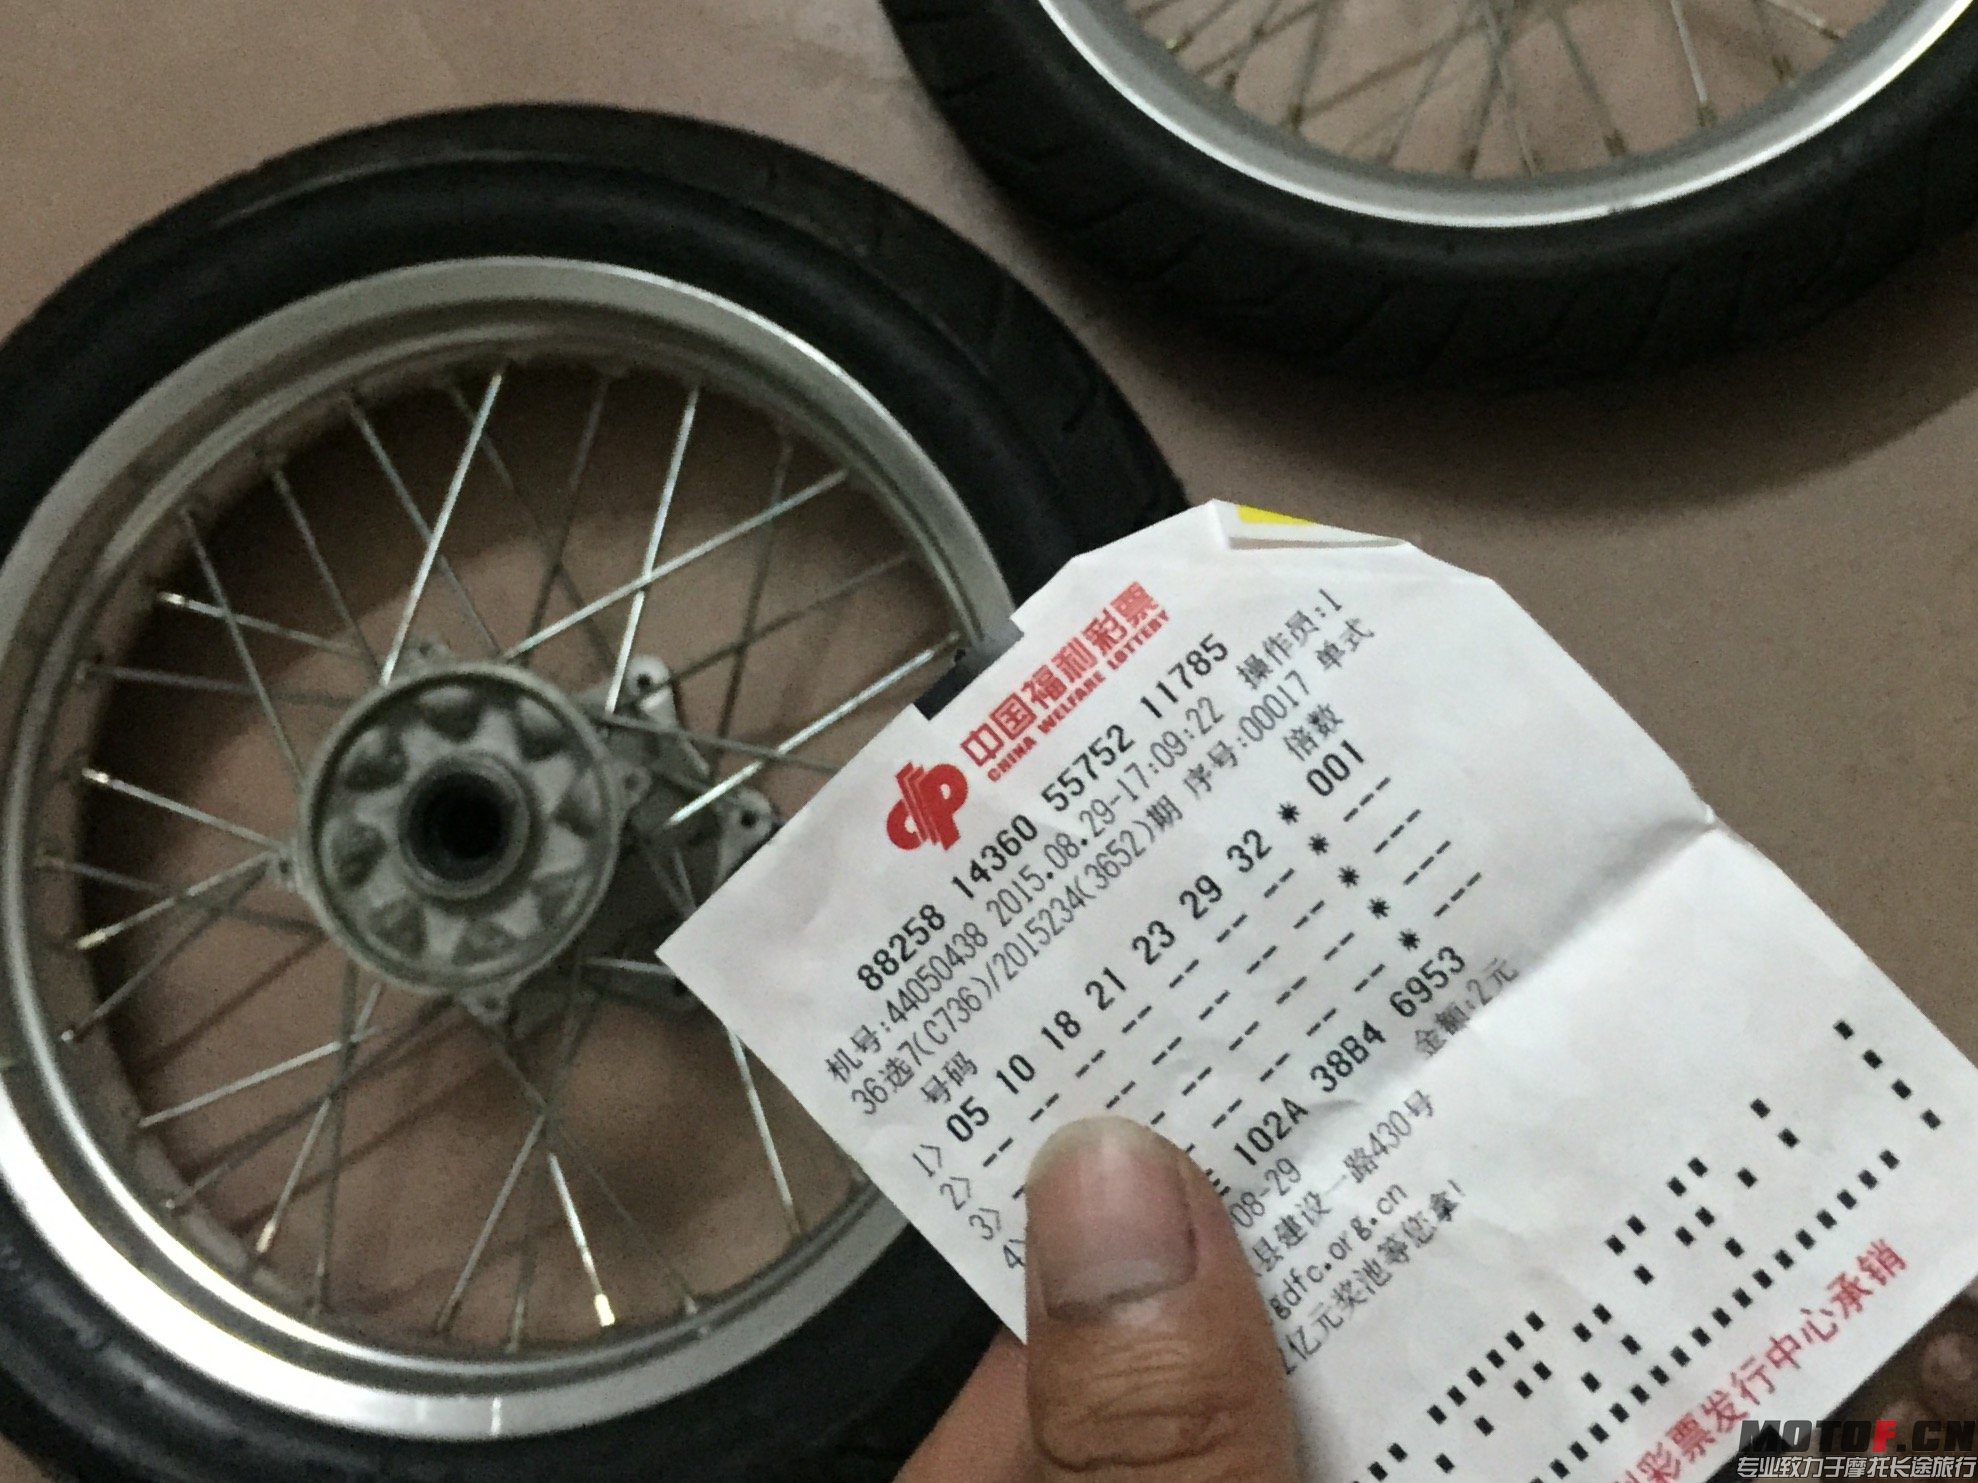 中国福利彩票
CHINA WELFARE LOTTERY
88258 14360 55752 11785
机号:44050438 2015.08.29-17:09:22 操作员:1
36选7(C736)/2015234(3652)期 序号:00017 单式
号码 倍数
1> 05 10 18 21 23 29 32 * 001
2> -- -- -- -- -- -- -- * ---
3> -- -- -- -- -- -- * ---
4> -- -- -- -- * ---
-- -- * ---
102A 38B4 6953
-08-29 金额:2元
县建设一路430号
gdfc.org.cn
亿元奖池等您拿!
彩票发行中心承销
MOTOF.CN
专业致力于摩托长途旅行